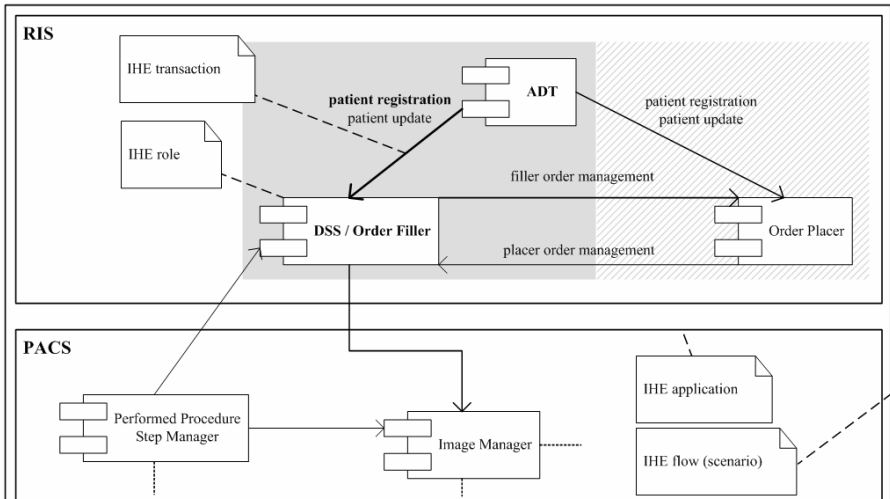 RIS
IHE transaction
ADT
patient registration
patient update
patient registration
patient update
IHE role
filler order management
DSS / Order Filler
Order Placer
placer order management
PACS
IHE application
Performed Procedure
Step Manager
Image Manager
IHE flow (scenario)